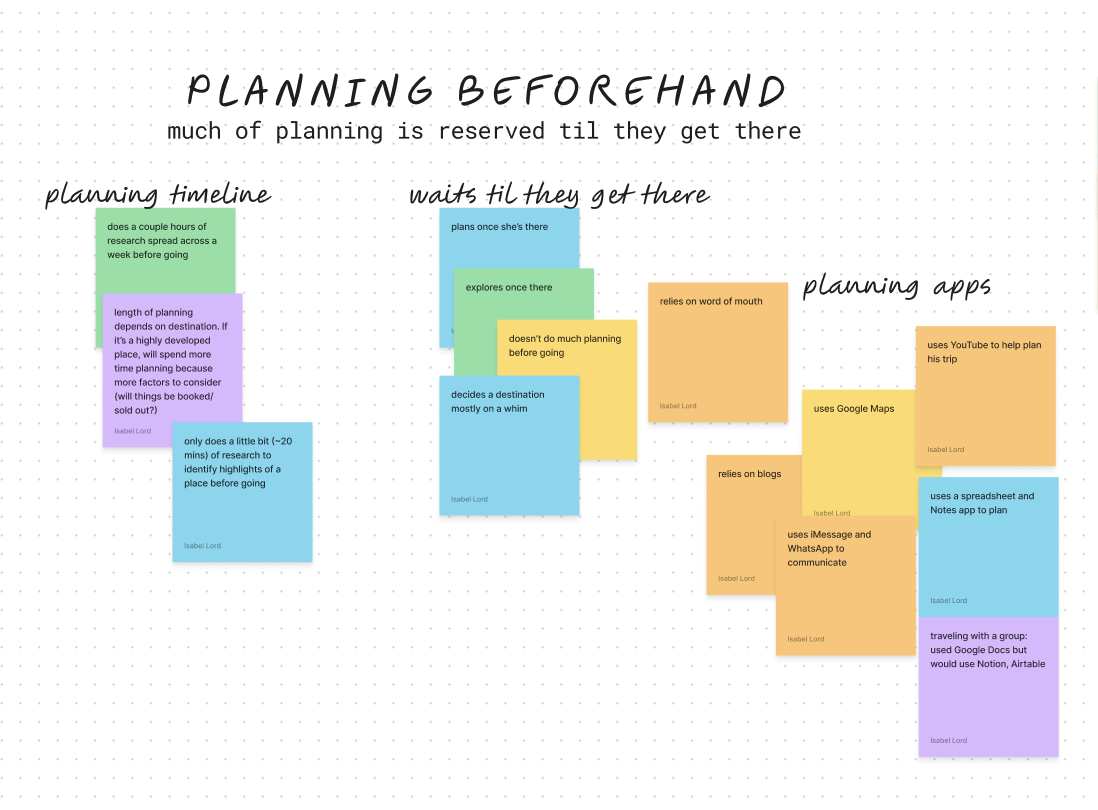 PLANNING BEFOREHAND
much of planning is reserved til they get there
planning timeline
does a couple hours of
research spread across a
week before going
length of planning
depends on destination. If
it's a highly developed
place, will spend more
time planning because
more factors to consider
(will things be booked/
sold out?)
Isabel Lord
only does a little bit (~20
mins) of research to
identify highlights of a
place before going
Isabel Lord
waits til they get there
plans once she's there
explores once there
doesn't do much planning
before going
decides a destination
mostly on a whim
Isabel Lord
relies on word of mouth
Isabel Lord
planning apps
uses YouTube to help plan
his trip
Isabel Lord
uses Google Maps
Isabel Lord
relies on blogs
Isabel Lord
uses iMessage and
WhatsApp to
communicate
Isabel Lord
uses a spreadsheet and
Notes app to plan
Isabel Lord
traveling with a group:
used Google Docs but
would use Notion, Airtable
Isabel Lord